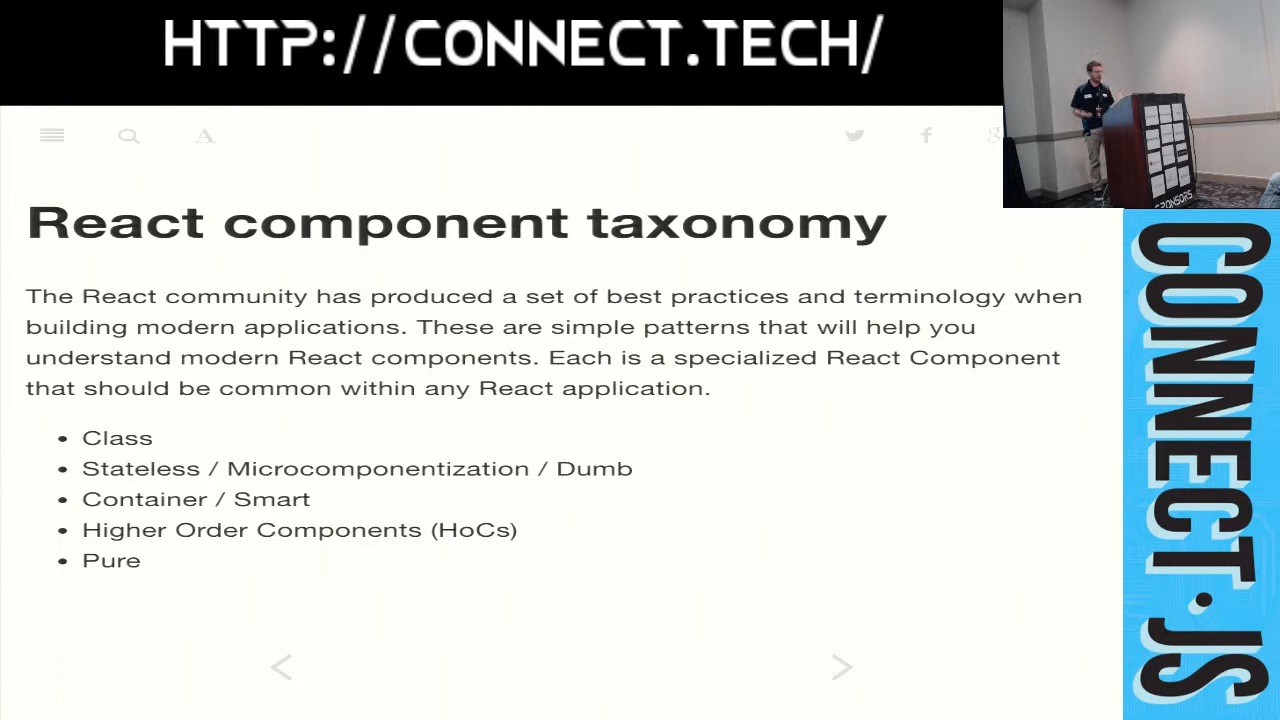 HTTP://CONNECT.TECH/
React component taxonomy
The React community has produced a set of best practices and terminology when
building modern applications. These are simple patterns that will help you
understand modern React components. Each is a specialized React Component
that should be common within any React application.
• Class
• Stateless / Microcomponentization / Dumb
• Container / Smart
• Higher Order Components (HoCs)
• Pure
SPONSORS
CONNECT·JS